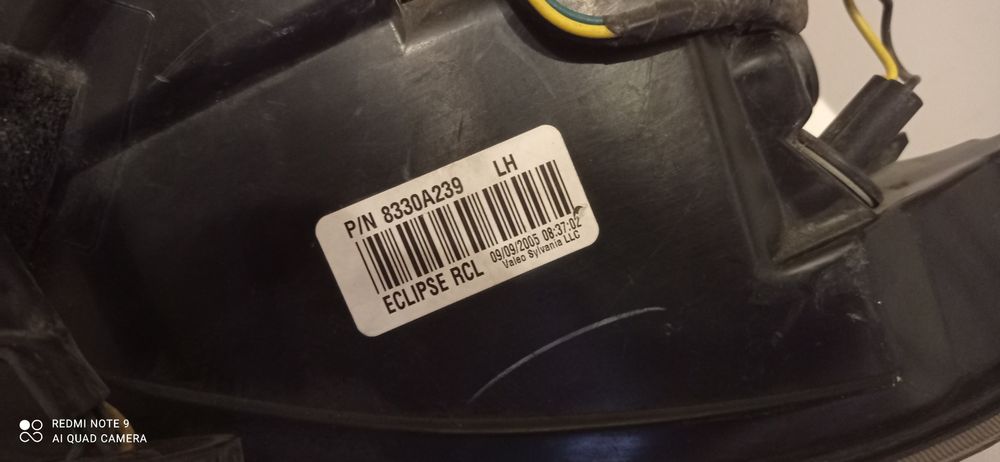 P/N 8330A239 LH
ECLIPSE RCL 09/09/2005 08:37:02
Valeo Sylvania LLC
REDMI NOTE 9
AI QUAD CAMERA